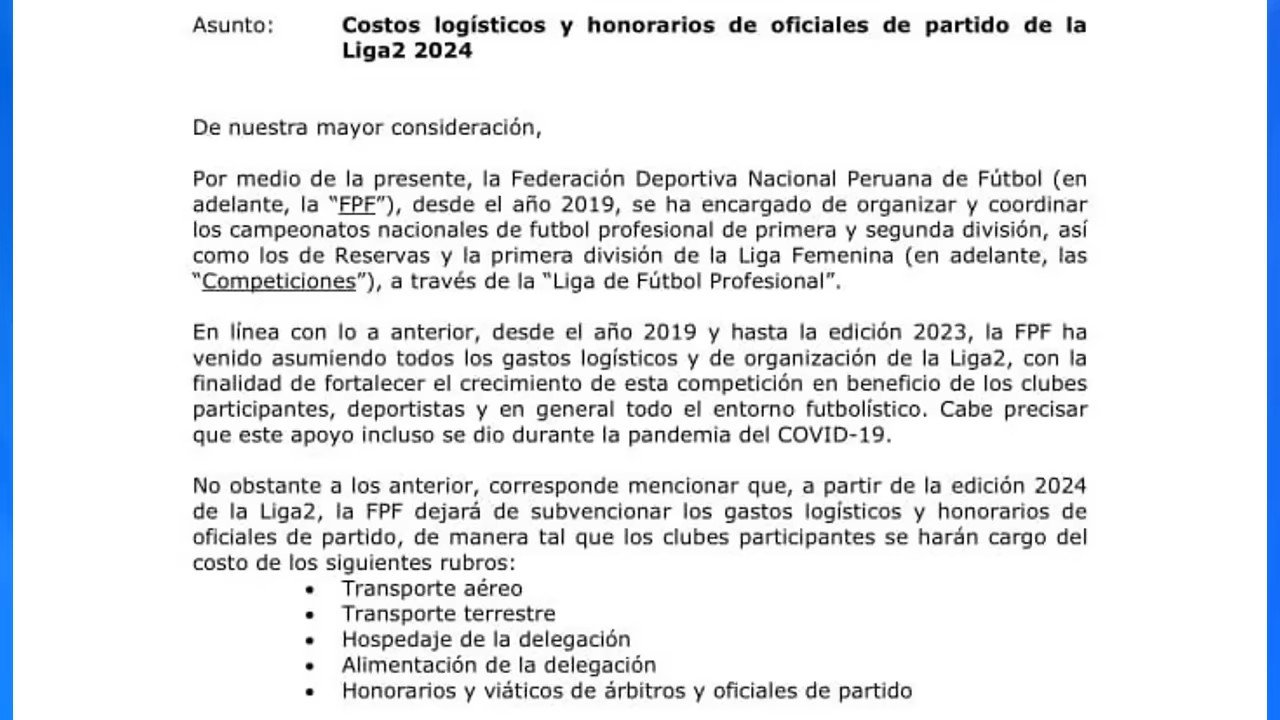 Asunto: Costos logísticos y honorarios de oficiales de partido de la
Liga2 2024
De nuestra mayor consideración,
Por medio de la presente, la Federación Deportiva Nacional Peruana de Fútbol (en
adelante, la “FPF”), desde el año 2019, se ha encargado de organizar y coordinar
los campeonatos nacionales de futbol profesional de primera y segunda división, así
como los de Reservas y la primera división de la Liga Femenina (en adelante, las
“Competiciones”), a través de la “Liga de Fútbol Profesional”.
En línea con lo a anterior, desde el año 2019 y hasta la edición 2023, la FPF ha
venido asumiendo todos los gastos logísticos y de organización de la Liga2, con la
finalidad de fortalecer el crecimiento de esta competición en beneficio de los clubes
participantes, deportistas y en general todo el entorno futbolístico. Cabe precisar
que este apoyo incluso se dio durante la pandemia del COVID-19.
No obstante a los anterior, corresponde mencionar que, a partir de la edición 2024
de la Liga2, la FPF dejará de subvencionar los gastos logísticos y honorarios de
oficiales de partido, de manera tal que los clubes participantes se harán cargo del
costo de los siguientes rubros:
• Transporte aéreo
• Transporte terrestre
• Hospedaje de la delegación
• Alimentación de la delegación
• Honorarios y viáticos de árbitros y oficiales de partido